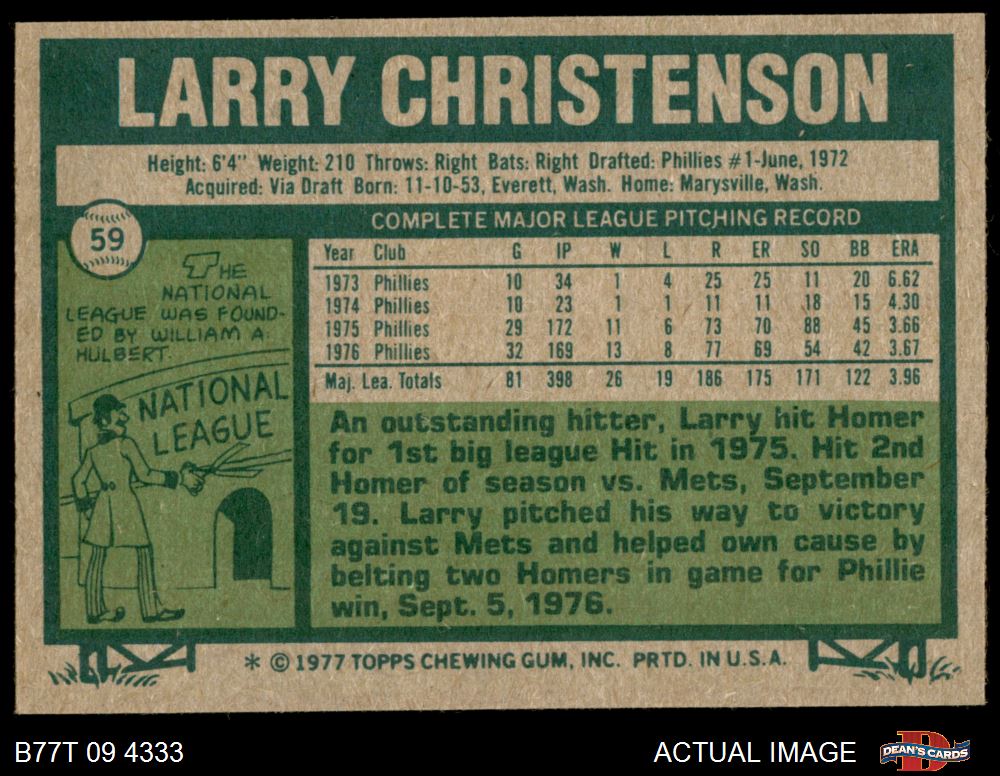 LARRY CHRISTENSON
Height: 6'4" Weight: 210 Throws: Right Bats: Right Drafted: Phillies #1-June, 1972
Acquired: Via Draft Born: 11-10-53, Everett, Wash. Home: Marysville, Wash.
59
THE
NATIONAL
LEAGUE WAS FOUND-
ED BY WILLIAM A.
HULBERT.
NATIONAL
LEAGUE
COMPLETE MAJOR LEAGUE PITCHING RECORD
Year Club G IP W L R ER SO BB ERA
1973 Phillies 10 34 1 4 25 25 11 20 6.62
1974 Phillies 10 23 1 1 11 11 18 15 4.30
1975 Phillies 29 172 11 6 73 70 88 45 3.66
1976 Phillies 32 169 13 8 77 69 54 42 3.67
Maj. Lea. Totals 81 398 26 19 186 175 171 122 3.96
An outstanding hitter, Larry hit Homer
for 1st big league Hit in 1975. Hit 2nd
Homer of season vs. Mets, September
19. Larry pitched his way to victory
against Mets and helped own cause by
belting two Homers in game for Phillie
win, Sept. 5, 1976.
* © 1977 TOPPS CHEWING GUM, INC. PRTD. IN U.S.A.
B77T 09 4333
ACTUAL IMAGE
D
DEAN'S CARDS